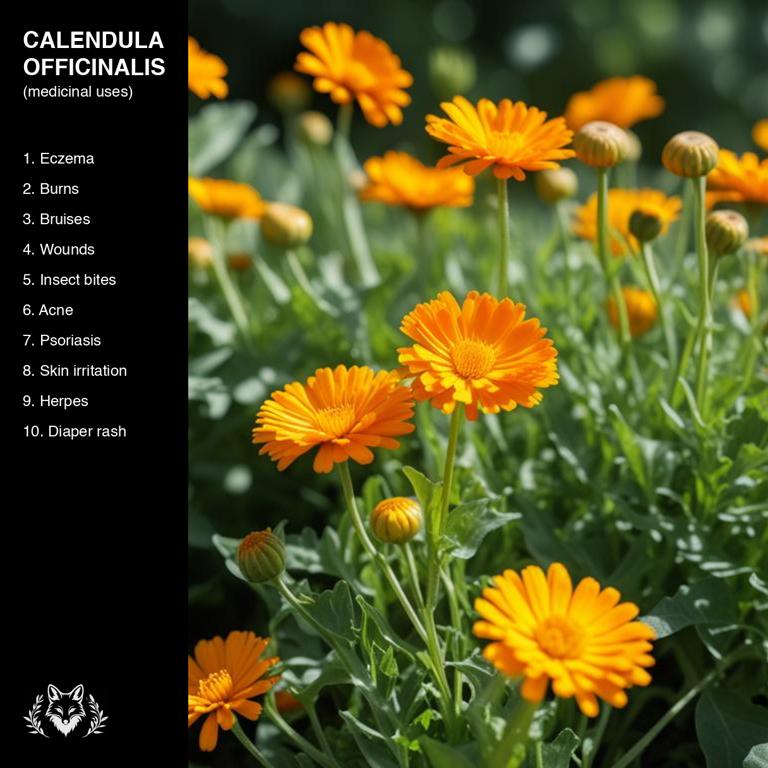 CALENDULA
OFFICINALIS
(medicinal uses)
1. Eczema
2. Burns
3. Bruises
4. Wounds
5. Insect bites
6. Acne
7. Psoriasis
8. Skin irritation
9. Herpes
10. Diaper rash